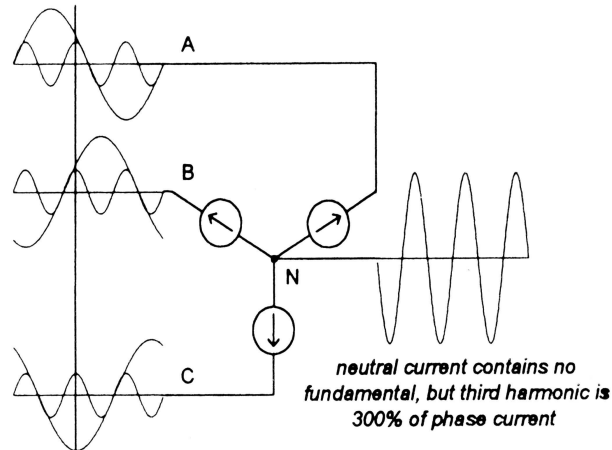 A
B
N
C
neutral current contains no
fundamental, but third harmonic is
300% of phase current